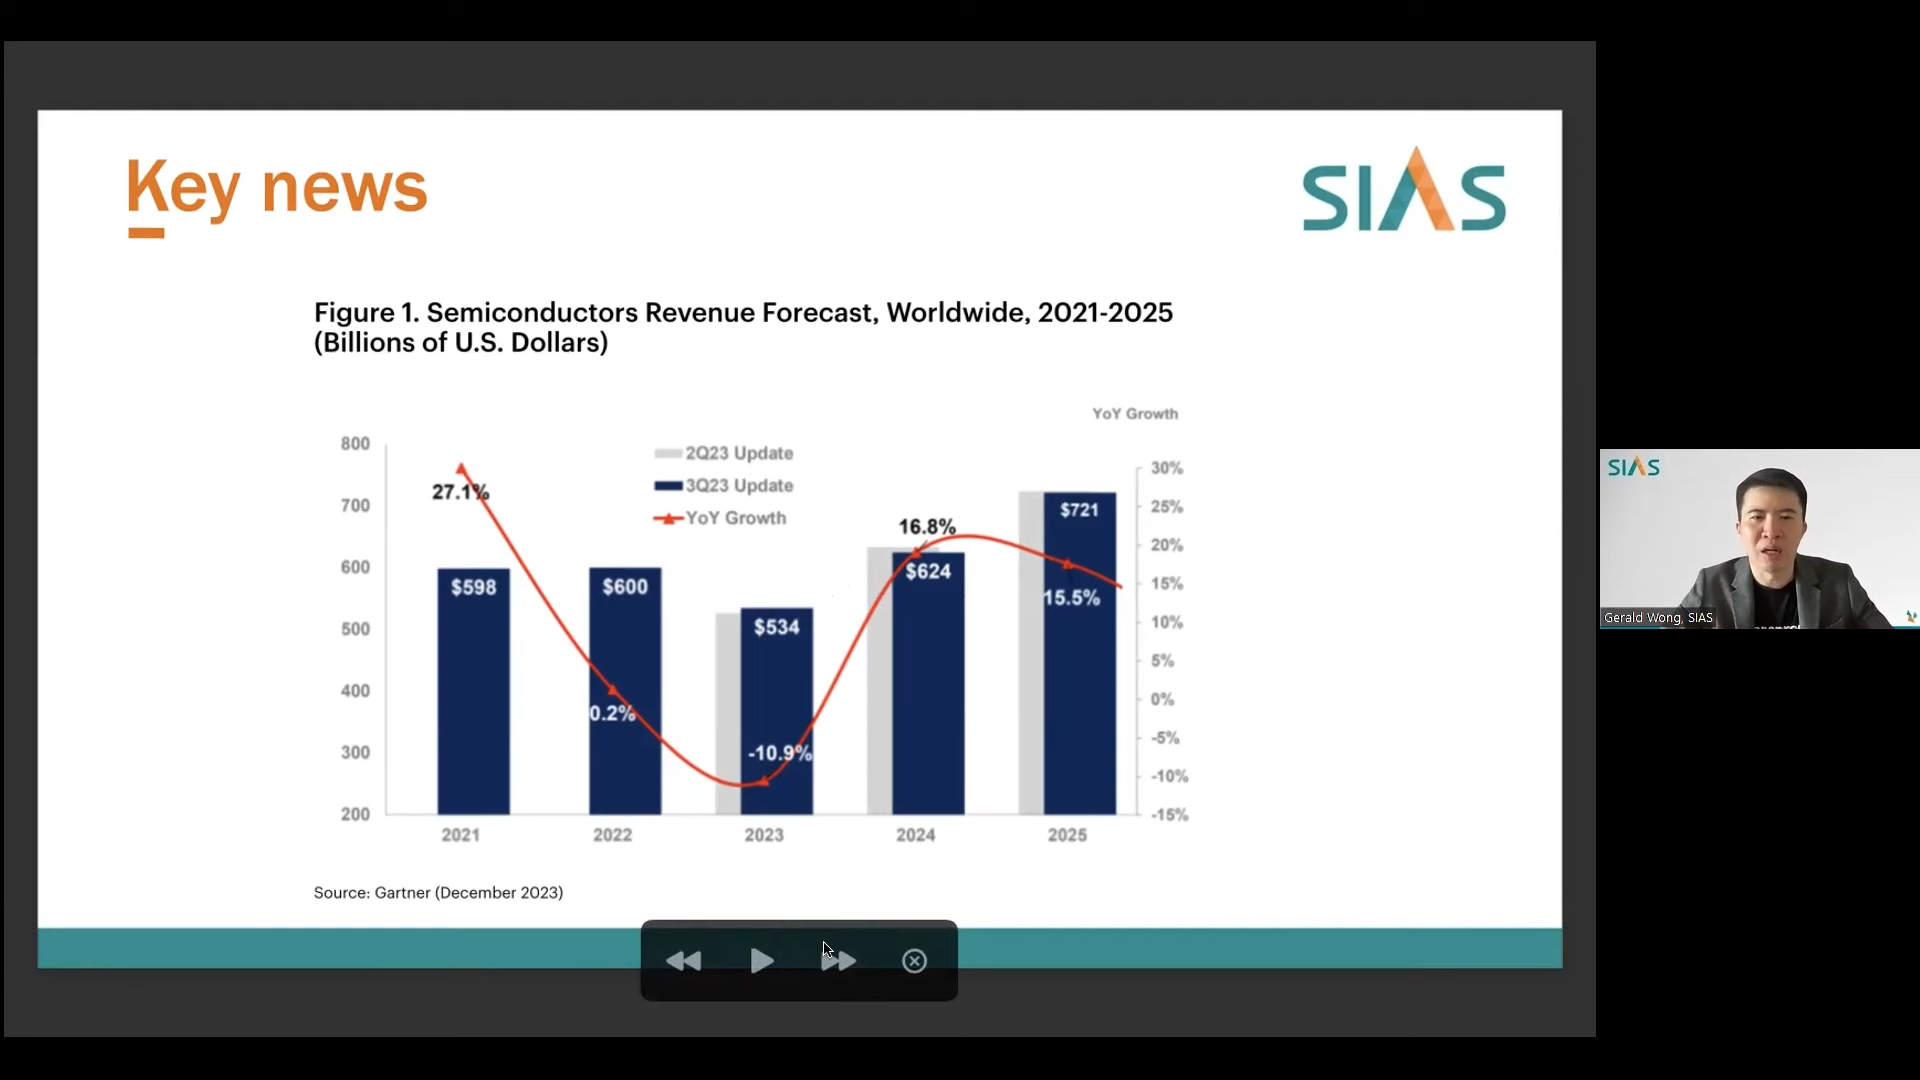 Key news
SIAS
Figure 1. Semiconductors Revenue Forecast, Worldwide, 2021-2025
(Billions of U.S. Dollars)
YoY Growth
800
700
600
500
400
300
200
2Q23 Update
3Q23 Update
YoY Growth
30%
25%
20%
15%
10%
5%
0%
-5%
-10%
-15%
27.1%
0.2%
-10.9%
16.8%
15.5%
$598
$600
$534
$624
$721
2021
2022
2023
2024
2025
Source: Gartner (December 2023)
SIAS
Gerald Wong, SIAS